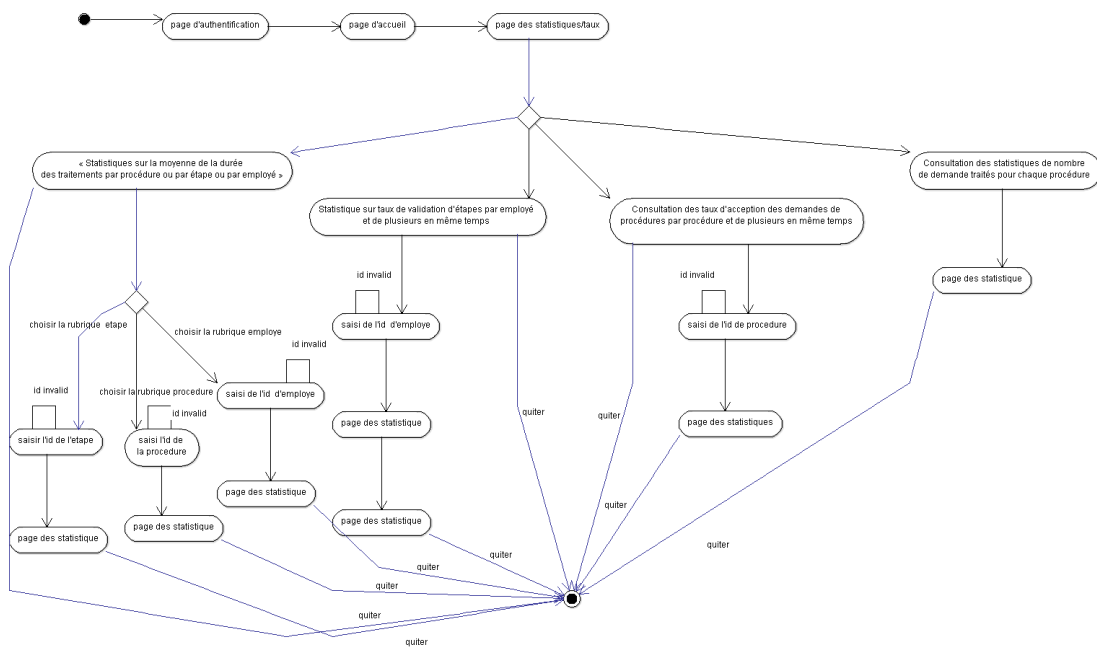 page d'authentification
page d'accueil
page des statistiques/taux
« Statistiques sur la moyenne de la durée
des traitements par procédure ou par étape ou par employé »
Consultation des statistiques de nombre
de demande traités pour chaque procédure
Statistique sur taux de validation d'étapes par employé
et de plusieurs en même temps
Consultation des taux d'acception des demandes de
procédures par procédure et de plusieurs en même temps
id invalid
id invalid
page des statistique
choisir la rubrique etape
choisir la rubrique employe
saisi de l'id d'employe
saisi de l'id de procedure
id invalid
id invalid
choisir la rubrique procedure
saisi de l'id d'employe
id invalid
quiter
quiter
page des statistique
page des statistiques
saisir l'id de l'etape
saisi l'id de
la procedure
page des statistique
quiter
page des statistique
page des statistique
page des statistique
quiter
quiter
quiter
quiter
quiter
quiter